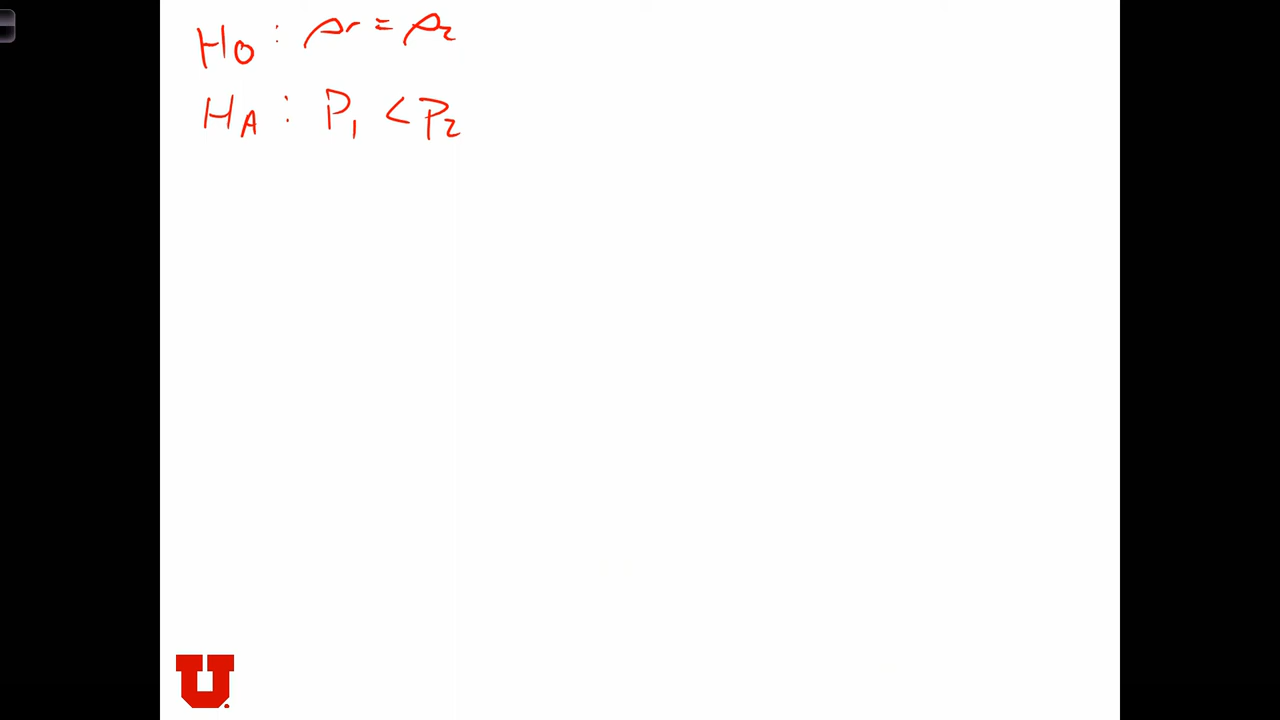 H0 : p1 = p2
HA : P1 < P2
U